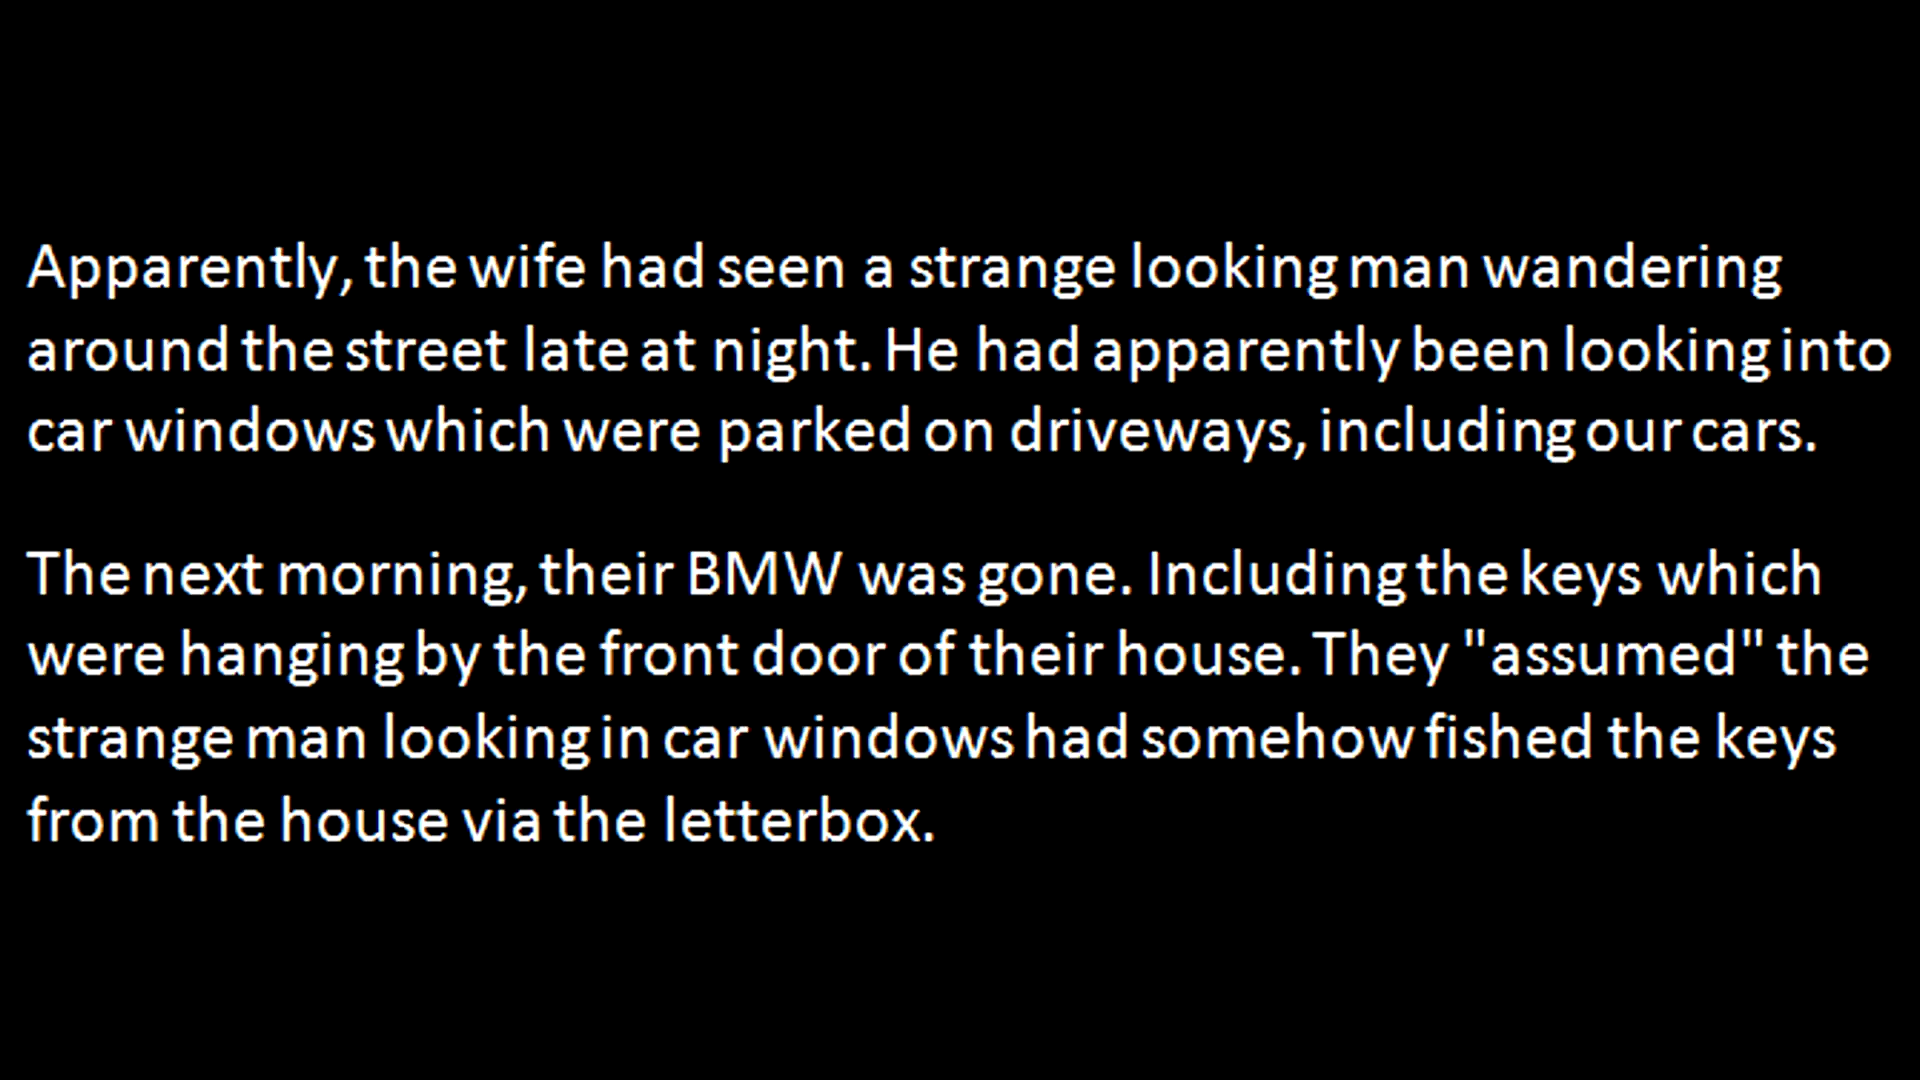 Apparently, the wife had seen a strange looking man wandering
around the street late at night. He had apparently been looking into
car windows which were parked on driveways, including our cars.
The next morning, their BMW was gone. Including the keys which
were hanging by the front door of their house. They "assumed" the
strange man looking in car windows had somehow fished the keys
from the house via the letterbox.